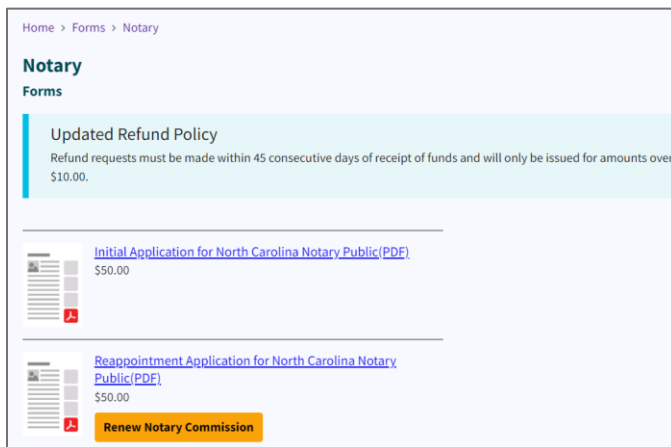 Home > Forms > Notary
Notary
Forms
Updated Refund Policy
Refund requests must be made within 45 consecutive days of receipt of funds and will only be issued for amounts over
$10.00.
Initial Application for North Carolina Notary Public(PDF)
$50.00
Reappointment Application for North Carolina Notary
Public(PDF)
$50.00
Renew Notary Commission